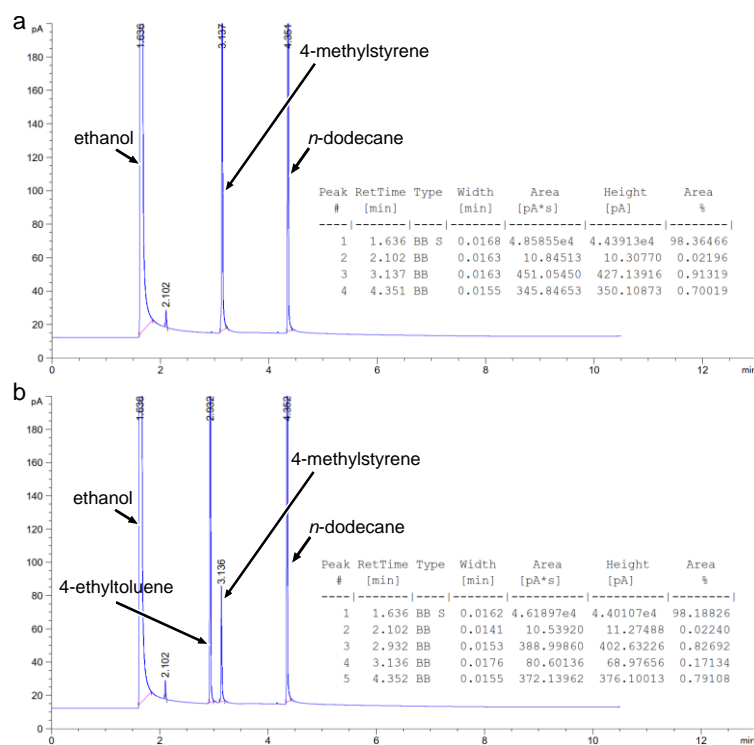 a
pA
180
160
140
120
100
80
60
40
20
0
1.636
2.102
3.137
4.351
4-methylstyrene
ethanol
n-dodecane
Peak RetTime Type Width Area Height Area
# [min] [min] [pA*s] [pA] %
----|-------|----|-------|----------|----------|--------|
1 1.636 BB S 0.0168 4.85855e4 4.43913e4 98.36466
2 2.102 BB 0.0163 10.84513 10.30770 0.02196
3 3.137 BB 0.0163 451.05450 427.13916 0.91319
4 4.351 BB 0.0155 345.84653 350.10873 0.70019
0 2 4 6 8 10 12 min
b
pA
180
160
140
120
100
80
60
40
20
0
1.636
2.102
2.932
3.136
4.352
4-methylstyrene
ethanol
n-dodecane
4-ethyltoluene
Peak RetTime Type Width Area Height Area
# [min] [min] [pA*s] [pA] %
----|-------|----|-------|----------|----------|--------|
1 1.636 BB S 0.0162 4.61897e4 4.40107e4 98.18826
2 2.102 BB 0.0141 10.53920 11.27488 0.02240
3 2.932 BB 0.0153 388.99860 402.63226 0.82692
4 3.136 BB 0.0176 80.60136 68.97656 0.17134
5 4.352 BB 0.0155 372.13962 376.10013 0.79108
0 2 4 6 8 10 12 min